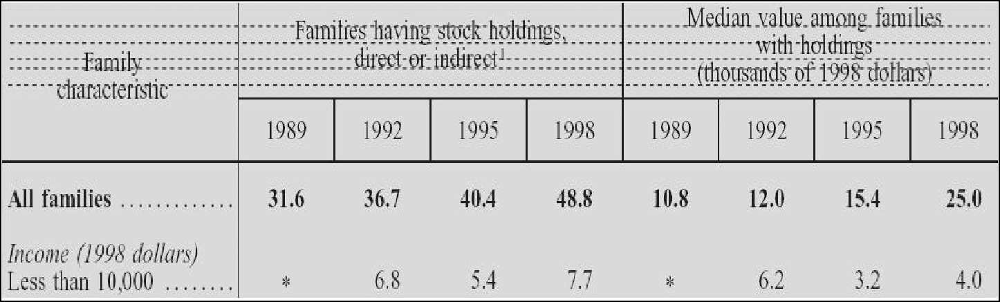 Family
characteristic
Families having stock holdings,
direct or indirect¹
Median value among families
with holdings
(thousands of 1998 dollars)
1989 1992 1995 1998 1989 1992 1995 1998
All families ............. 31.6 36.7 40.4 48.8 10.8 12.0 15.4 25.0
Income (1998 dollars)
Less than 10,000 ........ * 6.8 5.4 7.7 * 6.2 3.2 4.0